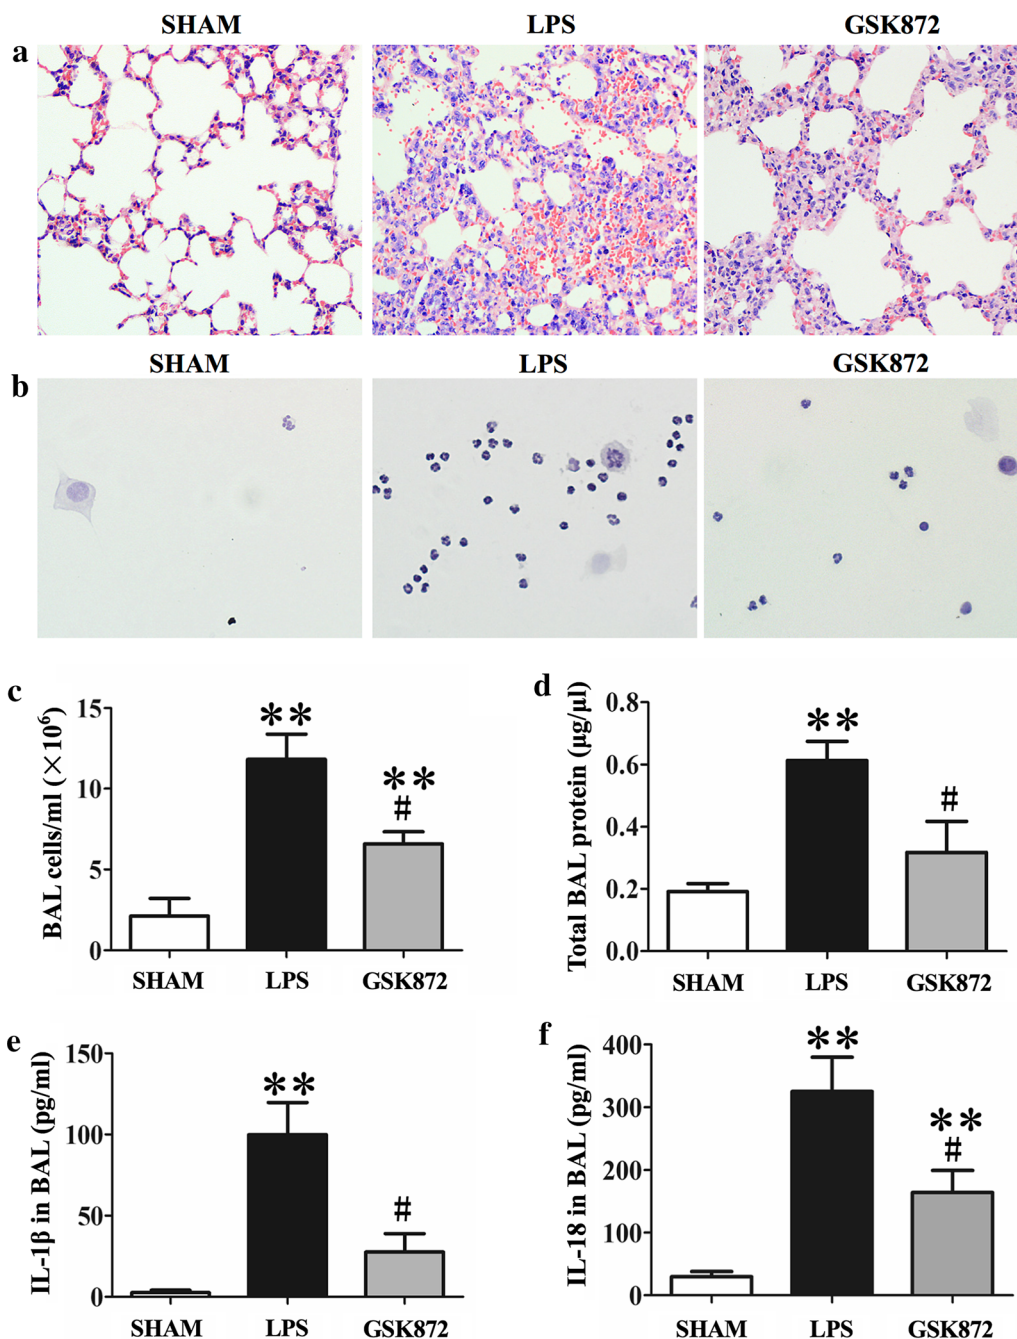 SHAM LPS GSK872
a
SHAM LPS GSK872
b
c
BAL cells/ml (×10⁶)
15
10
5
0
**
**
#
SHAM LPS GSK872
d
Total BAL protein (μg/μl)
0.8
0.6
0.4
0.2
0.0
**
#
SHAM LPS GSK872
e
IL-1β in BAL (pg/ml)
150
100
50
0
**
#
SHAM LPS GSK872
f
IL-18 in BAL (pg/ml)
400
300
200
100
0
**
**
#
SHAM LPS GSK872